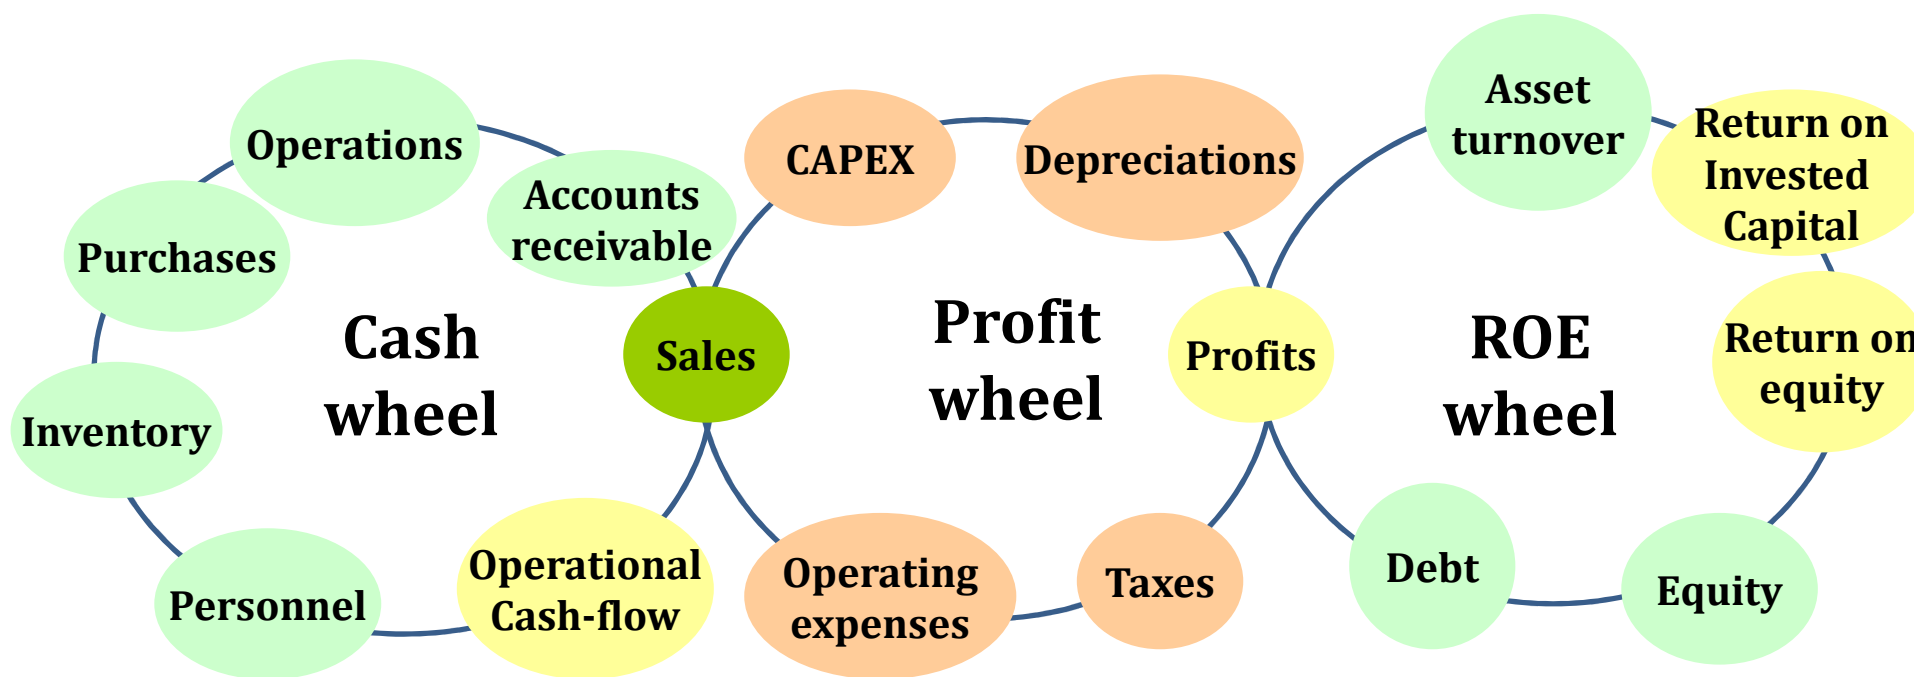 Operations
Accounts
receivable
Purchases
Inventory
Personnel
Operational
Cash-flow
Cash
wheel
Sales
CAPEX
Depreciations
Profit
wheel
Operating
expenses
Taxes
Profits
Asset
turnover
Return on
Invested
Capital
ROE
wheel
Return on
equity
Debt
Equity